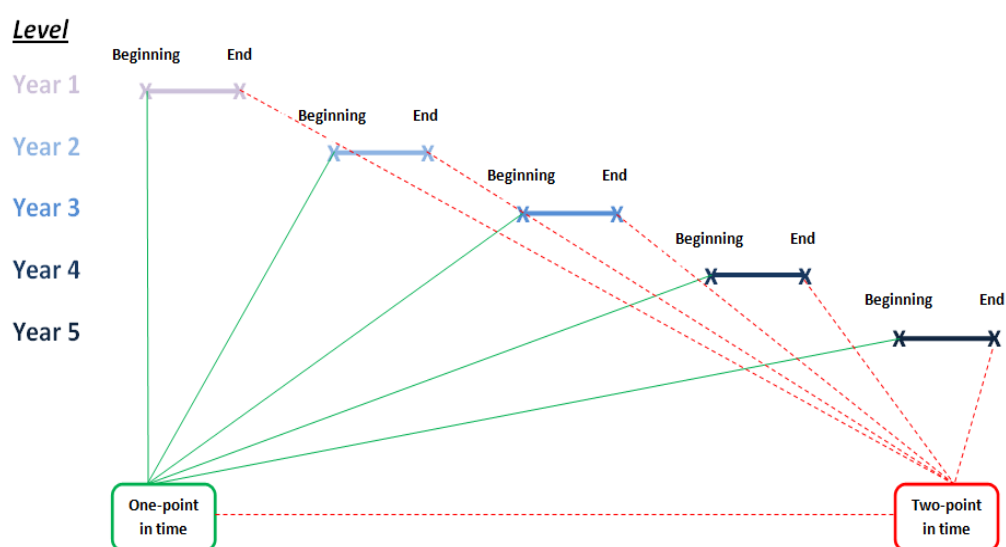 Level
Beginning End
Year 1
Beginning End
Year 2
Beginning End
Year 3
Beginning End
Year 4
Beginning End
Year 5
One-point
in time
Two-point
in time